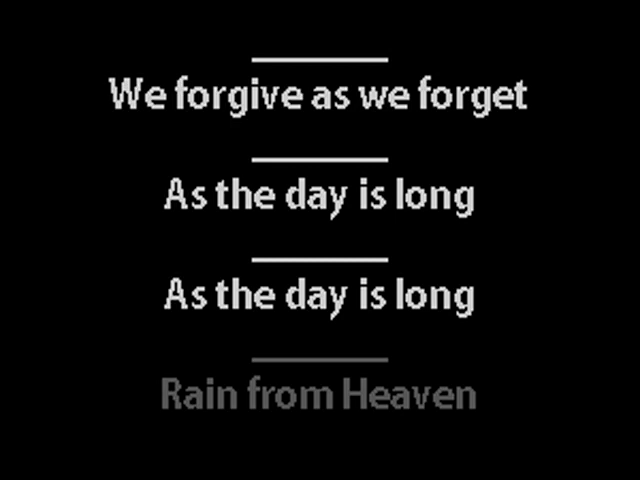 We forgive as we forget
As the day is long
As the day is long
Rain from Heaven